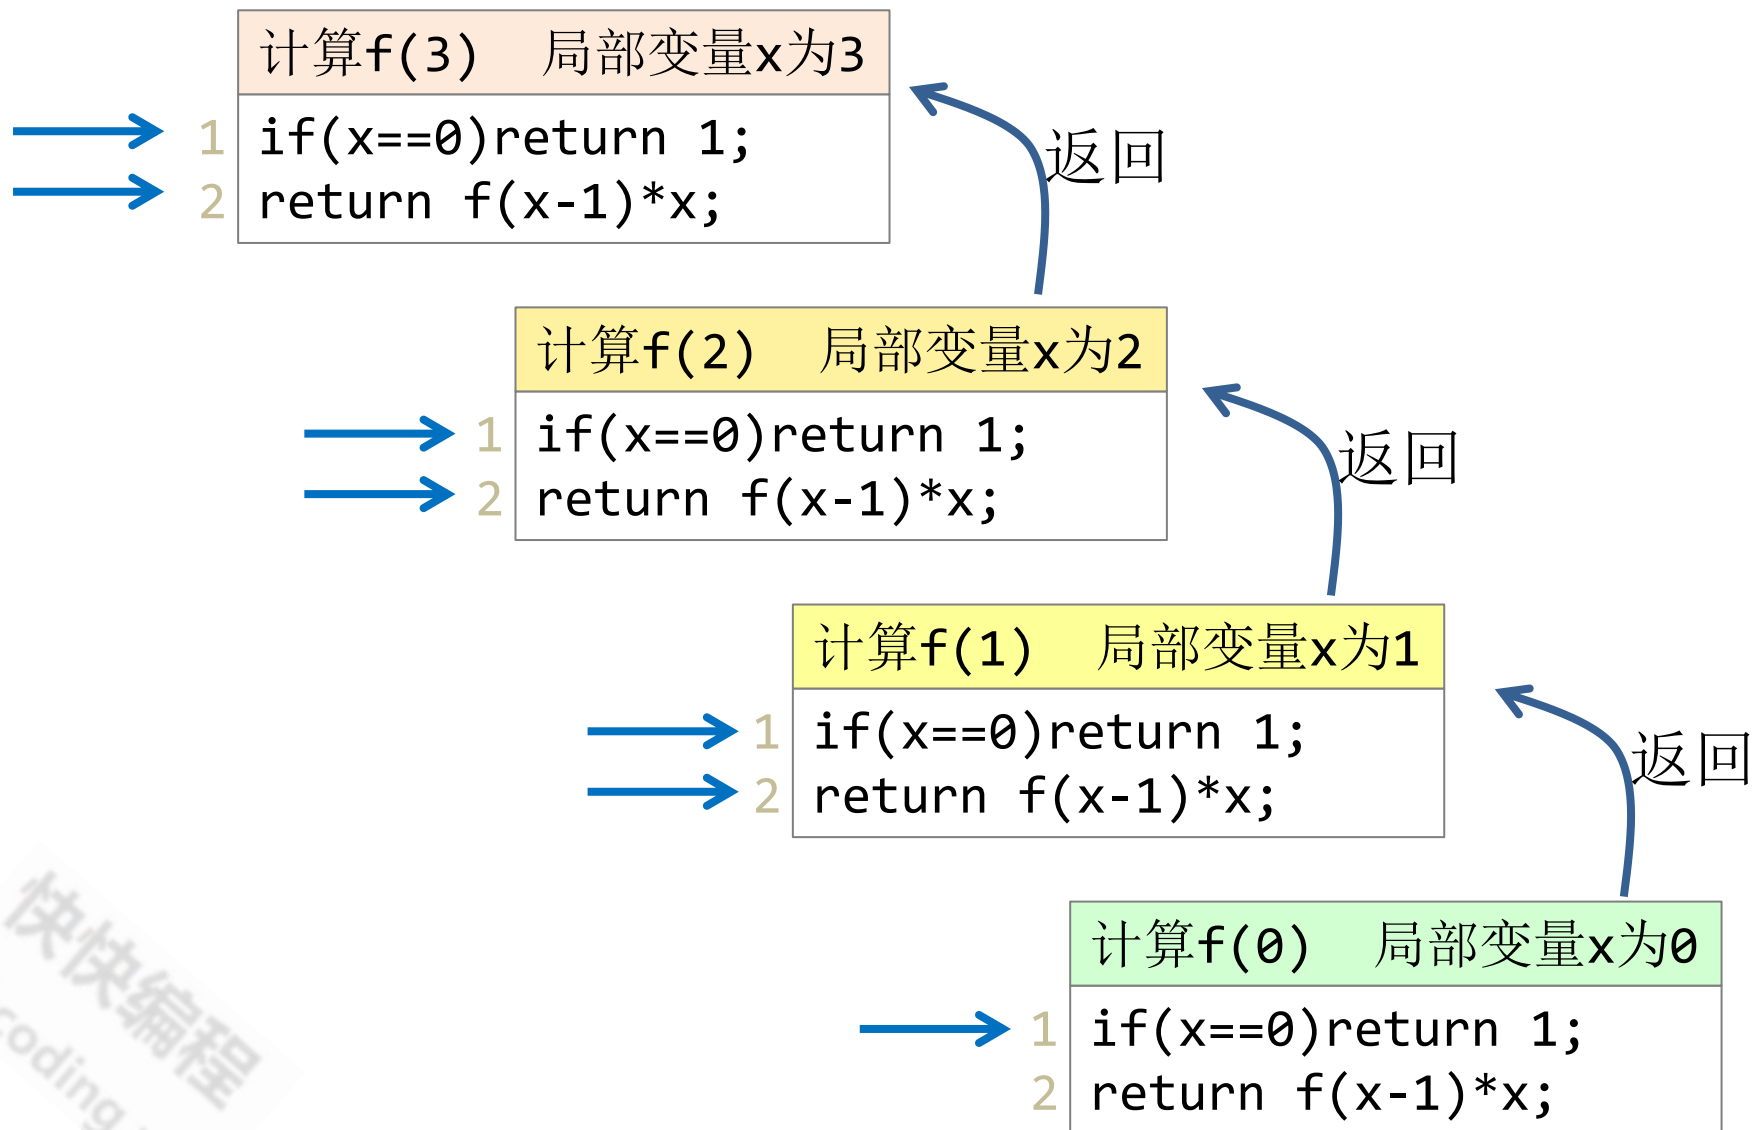 计算f(3) 局部变量x为3
1 if(x==0)return 1;
2 return f(x-1)*x;
返回
计算f(2) 局部变量x为2
1 if(x==0)return 1;
2 return f(x-1)*x;
返回
计算f(1) 局部变量x为1
1 if(x==0)return 1;
2 return f(x-1)*x;
返回
计算f(0) 局部变量x为0
1 if(x==0)return 1;
2 return f(x-1)*x;
快快编程
coding